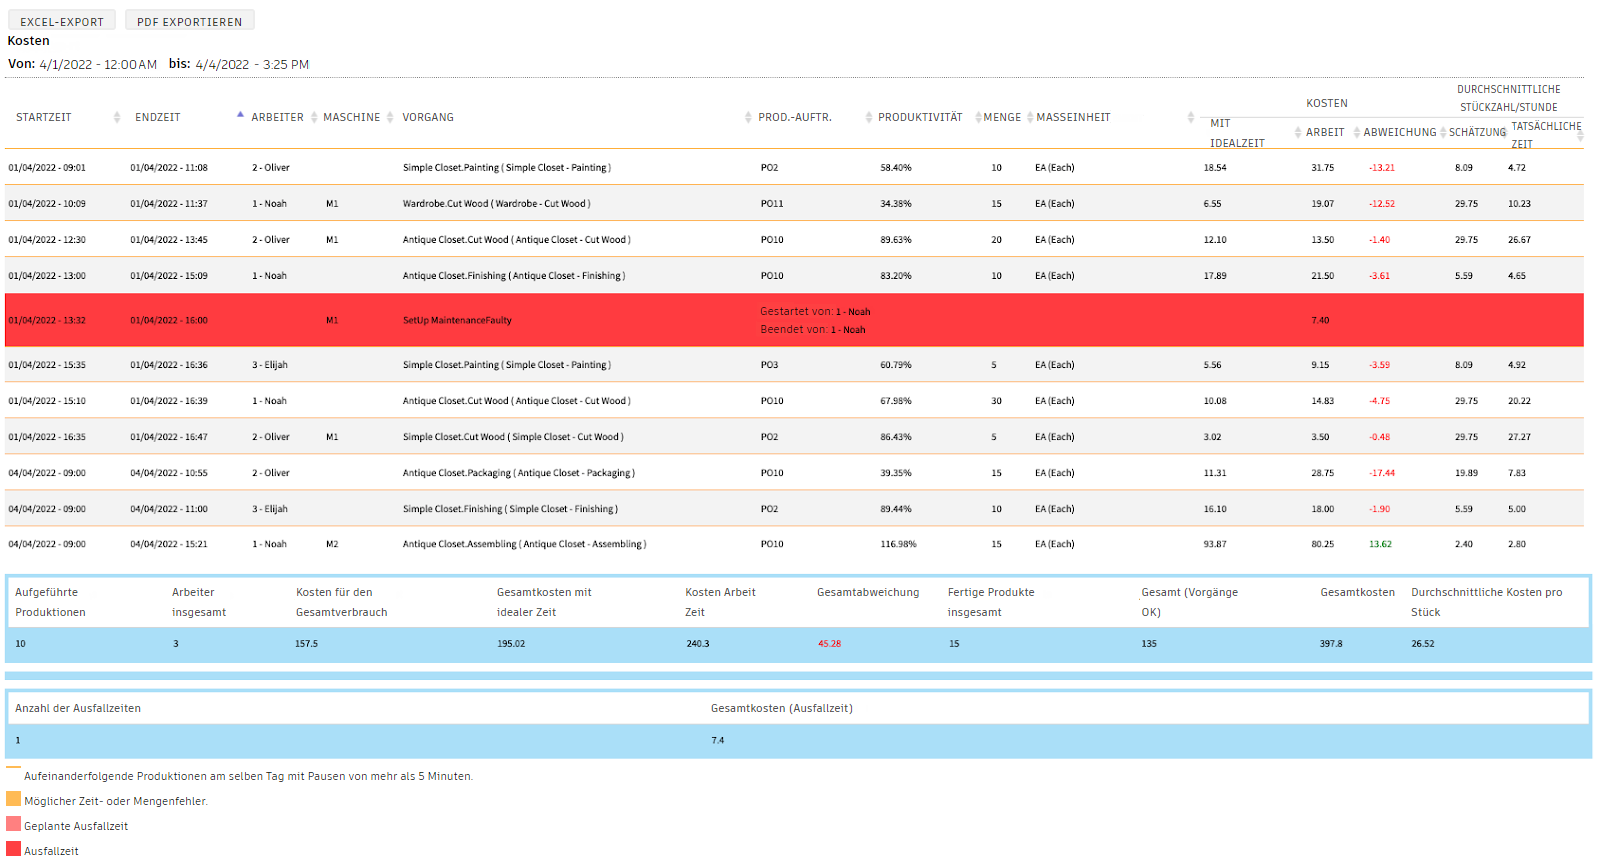 EXCEL-EXPORT PDF EXPORTIEREN
Kosten
Von: 4/1/2022 - 12:00 AM bis: 4/4/2022 - 3:25 PM
STARTZEIT ENDZEIT ARBEITER MASCHINE VORGANG PROD.-AUFTR. PRODUKTIVITÄT MENGE MASSEINHEIT KOSTEN DURCHSCHNITTLICHE STÜCKZAHL/STUNDE
MIT IDEALZEIT ARBEIT ABWEICHUNG SCHÄTZUNG TATSÄCHLICHE ZEIT
01/04/2022 - 09:01 01/04/2022 - 11:08 2 - Oliver Simple Closet.Painting ( Simple Closet - Painting ) PO2 58.40% 10 EA (Each) 18.54 31.75 -13.21 8.09 4.72
01/04/2022 - 10:09 01/04/2022 - 11:37 1 - Noah M1 Wardrobe.Cut Wood ( Wardrobe - Cut Wood ) PO11 34.38% 15 EA (Each) 6.55 19.07 -12.52 29.75 10.23
01/04/2022 - 12:30 01/04/2022 - 13:45 2 - Oliver M1 Antique Closet.Cut Wood ( Antique Closet - Cut Wood ) PO10 89.63% 20 EA (Each) 12.10 13.50 -1.40 29.75 26.67
01/04/2022 - 13:00 01/04/2022 - 15:09 1 - Noah Antique Closet.Finishing ( Antique Closet - Finishing ) PO10 83.20% 10 EA (Each) 17.89 21.50 -3.61 5.59 4.65
01/04/2022 - 13:32 01/04/2022 - 16:00 M1 SetUp MaintenanceFaulty Gestartet von: 1 - Noah 7.40
Beendet von: 1 - Noah
01/04/2022 - 15:35 01/04/2022 - 16:36 3 - Elijah Simple Closet.Painting ( Simple Closet - Painting ) PO3 60.79% 5 EA (Each) 5.56 9.15 -3.59 8.09 4.92
01/04/2022 - 15:10 01/04/2022 - 16:39 1 - Noah Antique Closet.Cut Wood ( Antique Closet - Cut Wood ) PO10 67.98% 30 EA (Each) 10.08 14.83 -4.75 29.75 20.22
01/04/2022 - 16:35 01/04/2022 - 16:47 2 - Oliver M1 Simple Closet.Cut Wood ( Simple Closet - Cut Wood ) PO2 86.43% 5 EA (Each) 3.02 3.50 -0.48 29.75 27.27
04/04/2022 - 09:00 04/04/2022 - 10:55 2 - Oliver Antique Closet.Packaging ( Antique Closet - Packaging ) PO10 39.35% 15 EA (Each) 11.31 28.75 -17.44 19.89 7.83
04/04/2022 - 09:00 04/04/2022 - 11:00 3 - Elijah Simple Closet.Finishing ( Simple Closet - Finishing ) PO2 89.44% 10 EA (Each) 16.10 18.00 -1.90 5.59 5.00
04/04/2022 - 09:00 04/04/2022 - 15:21 1 - Noah M2 Antique Closet.Assembling ( Antique Closet - Assembling ) PO10 116.98% 15 EA (Each) 93.87 80.25 13.62 2.40 2.80
Aufgeführte Arbeiter Kosten für den Gesamtkosten mit Kosten Arbeit Gesamtabweichung Fertige Produkte Gesamt (Vorgänge Gesamtkosten Durchschnittliche Kosten pro
Produktionen insgesamt Gesamtverbrauch idealer Zeit Zeit insgesamt OK) Stück
10 3 157.5 195.02 240.3 45.28 15 135 397.8 26.52
Anzahl der Ausfallzeiten Gesamtkosten (Ausfallzeit)
1 7.4
Aufeinanderfolgende Produktionen am selben Tag mit Pausen von mehr als 5 Minuten.
Möglicher Zeit- oder Mengenfehler.
Geplante Ausfallzeit
Ausfallzeit